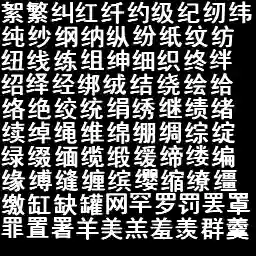 絮繁纠红纤约级纪纫纬
纯纱纲纳纵纷纸纹纺
纽线练组绅细织终绊
绍绎经绑绒结绕绘给
络绝绞统绢绣继绩绪
续绰绳维绵绷绸综绽
绿缀缅缆缎缓缔缕编
缘缚缝缠缤缨缩缭缰
缴缸缺罐网罕罗罚罢罩
罪置署羊美羔羞羡群羹